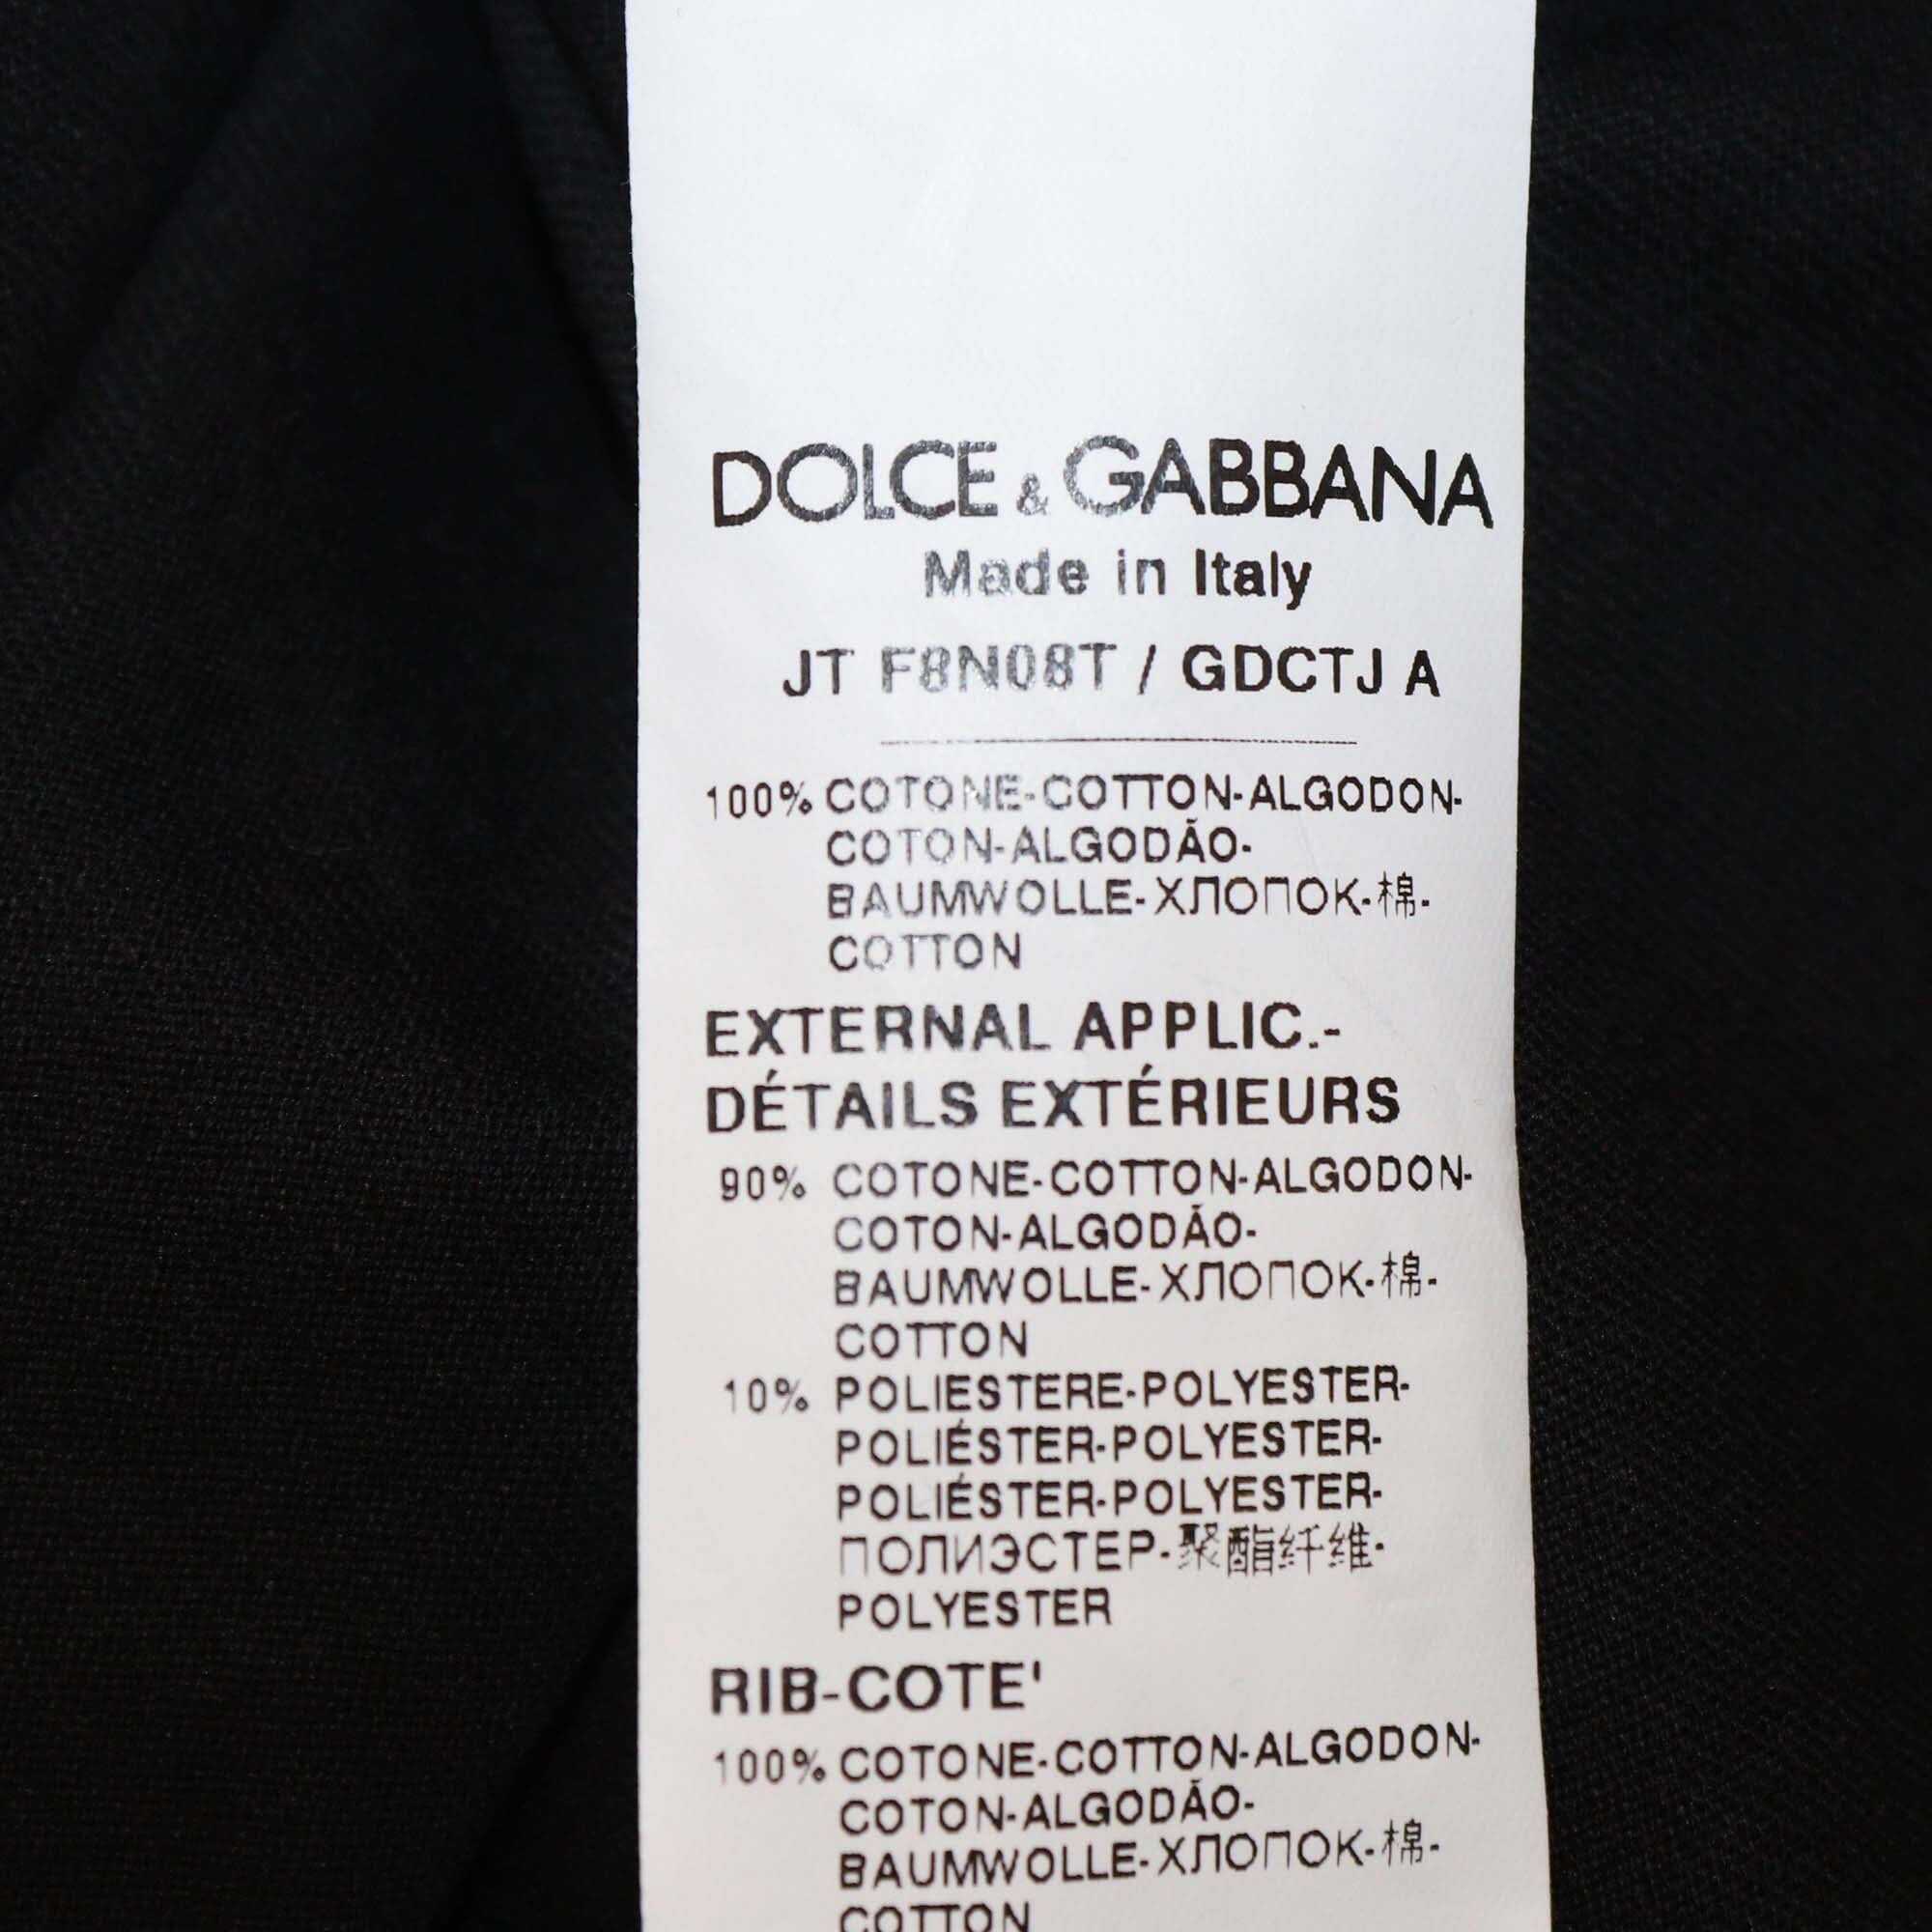 DOLCE & GABBANA
Made in Italy
JT F8N08T / GDCTJ A
100% COTONE-COTTON-ALGODON-
COTON-ALGODÃO-
BAUMWOLLE-ХЛОПОК-棉-
COTTON
EXTERNAL APPLIC.-
DÉTAILS EXTÉRIEURS
90% COTONE-COTTON-ALGODON-
COTON-ALGODÃO-
BAUMWOLLE-ХЛОПОК-棉-
COTTON
10% POLIESTERE-POLYESTER-
POLIÉSTER-POLYESTER-
POLIÉSTER-POLYESTER-
ПОЛИЭСТЕР-聚酯纤维-
POLYESTER
RIB-COTE'
100% COTONE-COTTON-ALGODON-
COTON-ALGODÃO-
BAUMWOLLE-ХЛОПОК-棉-
COTTON